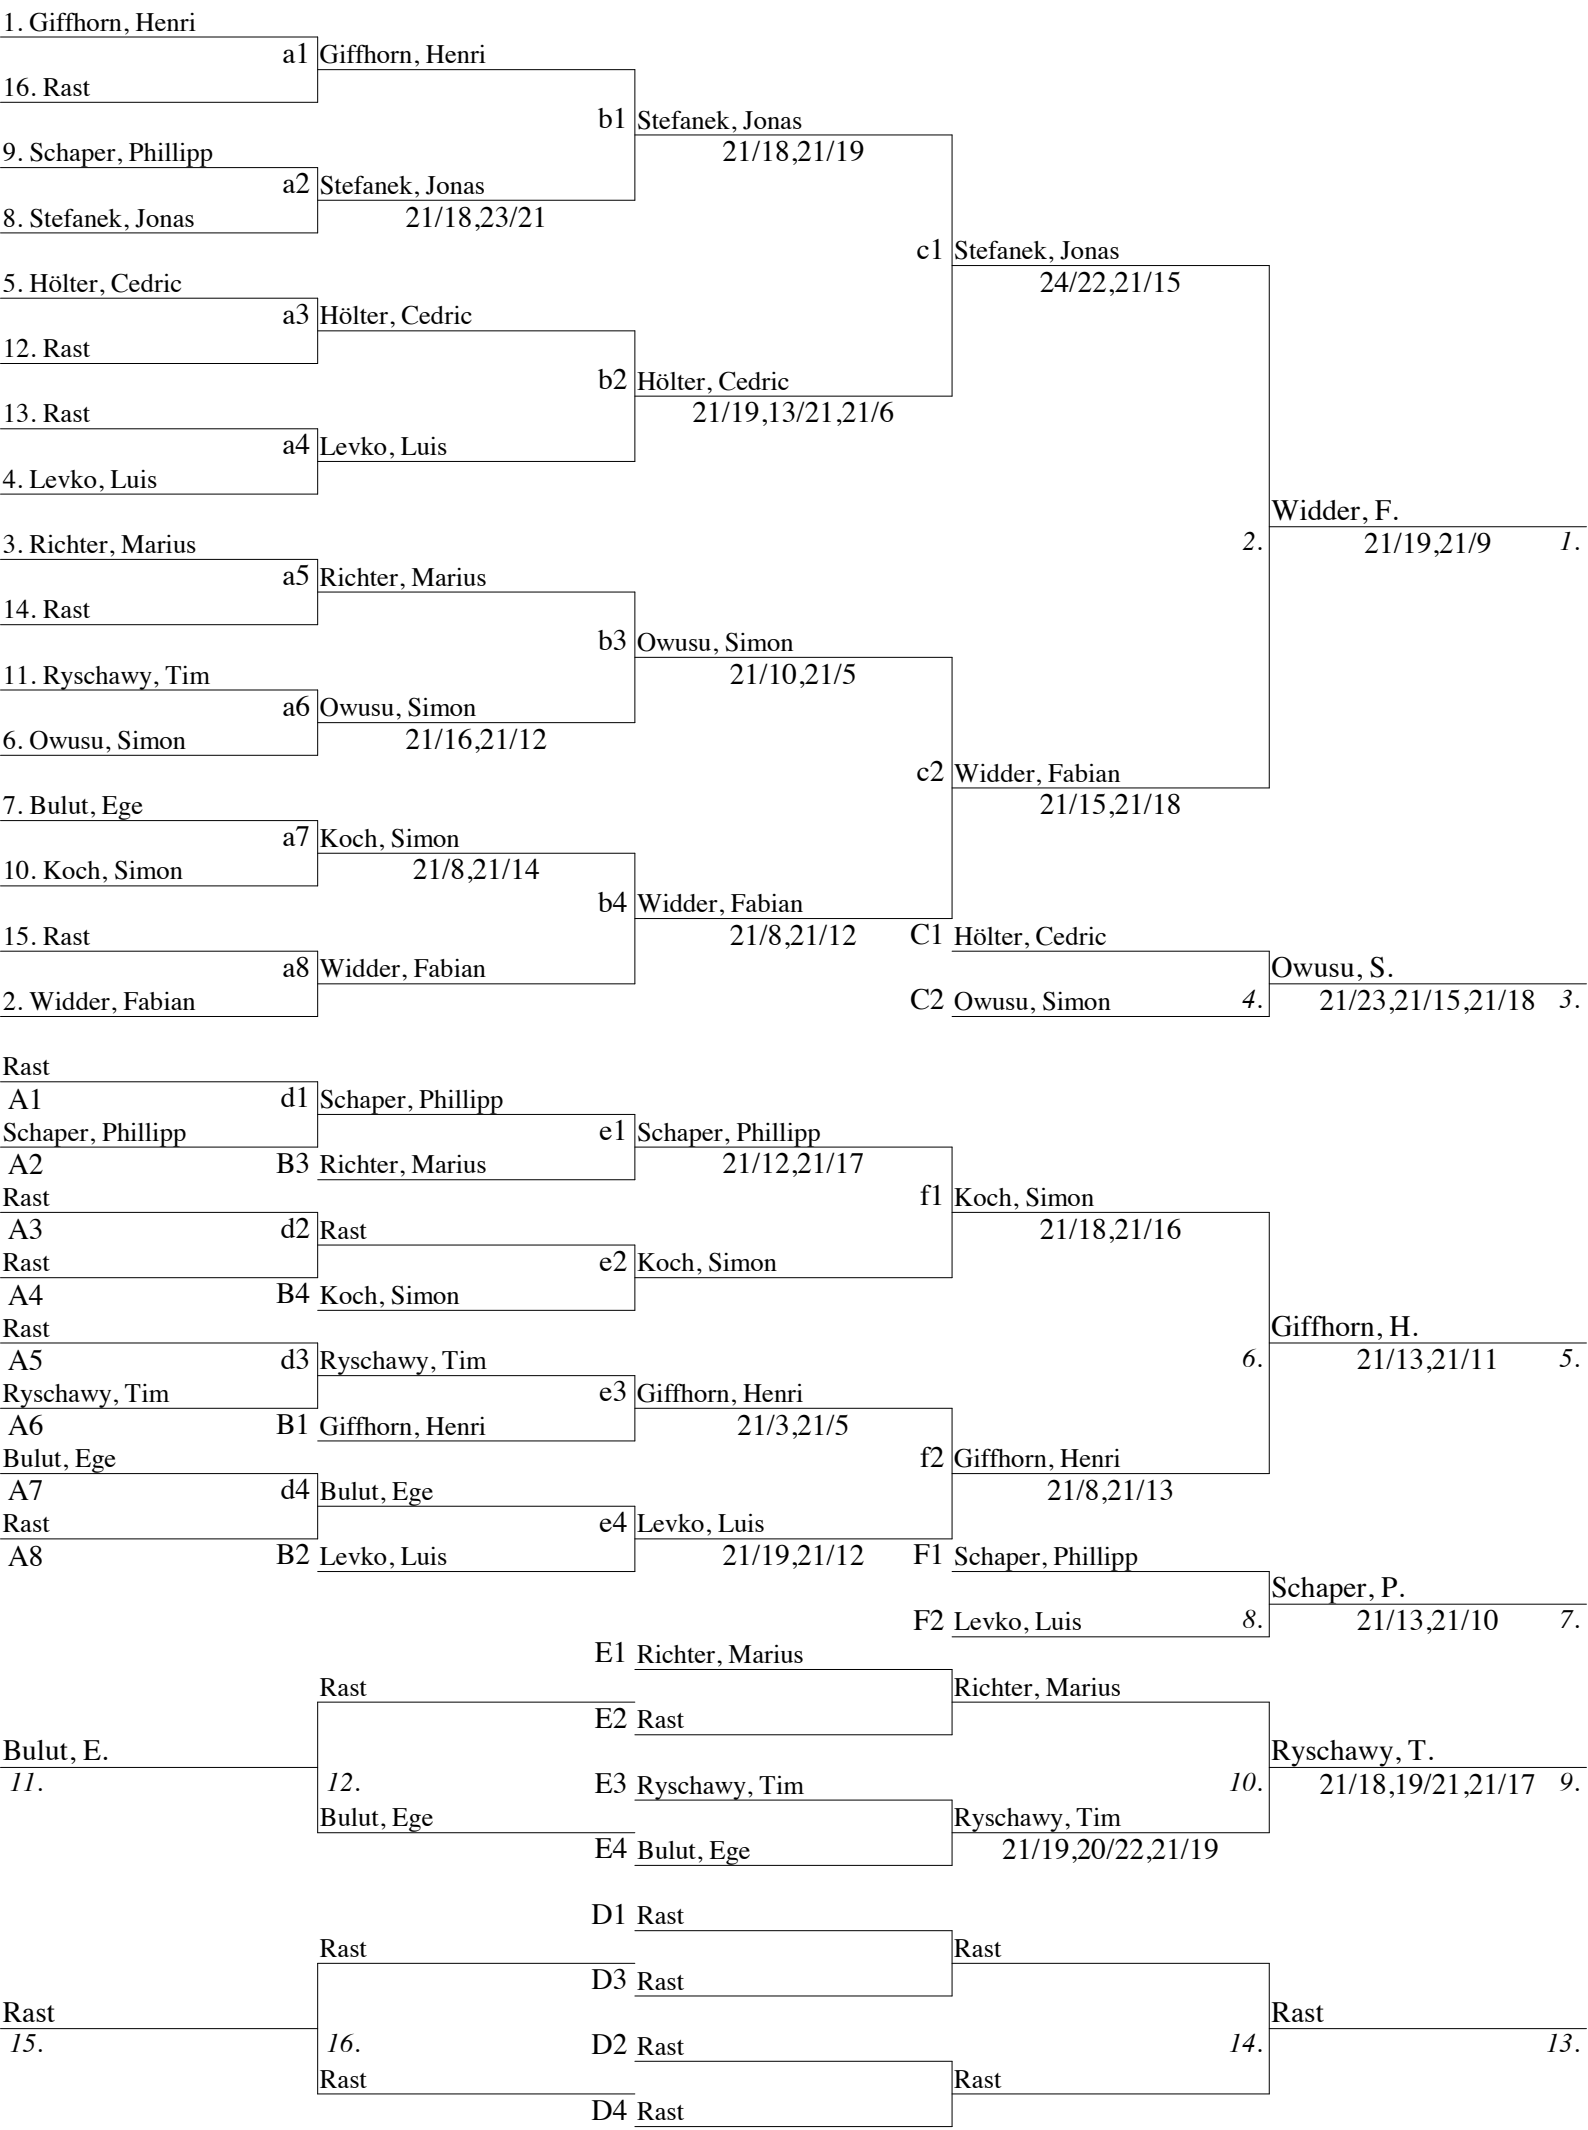 1. Giffhorn, Henri
a1 Giffhorn, Henri
16. Rast
b1 Stefanek, Jonas
9. Schaper, Phillipp
21/18,21/19
a2 Stefanek, Jonas
8. Stefanek, Jonas
21/18,23/21
c1 Stefanek, Jonas
5. Hölter, Cedric
24/22,21/15
a3 Hölter, Cedric
12. Rast
b2 Hölter, Cedric
13. Rast
21/19,13/21,21/6
a4 Levko, Luis
4. Levko, Luis
Widder, F.
3. Richter, Marius
2.
21/19,21/9
1.
a5 Richter, Marius
14. Rast
b3 Owusu, Simon
11. Ryschawy, Tim
21/10,21/5
a6 Owusu, Simon
6. Owusu, Simon
21/16,21/12
c2 Widder, Fabian
7. Bulut, Ege
21/15,21/18
a7 Koch, Simon
10. Koch, Simon
21/8,21/14
b4 Widder, Fabian
15. Rast
21/8,21/12
C1 Hölter, Cedric
a8 Widder, Fabian
Owusu, S.
2. Widder, Fabian
C2 Owusu, Simon
4.
21/23,21/15,21/18
3.
Rast
A1
d1 Schaper, Phillipp
Schaper, Phillipp
e1 Schaper, Phillipp
A2
B3 Richter, Marius
21/12,21/17
Rast
f1 Koch, Simon
A3
d2 Rast
21/18,21/16
Rast
e2 Koch, Simon
A4
B4 Koch, Simon
Rast
Giffhorn, H.
A5
d3 Ryschawy, Tim
6.
21/13,21/11
5.
Ryschawy, Tim
e3 Giffhorn, Henri
A6
B1 Giffhorn, Henri
21/3,21/5
Bulut, Ege
f2 Giffhorn, Henri
A7
d4 Bulut, Ege
21/8,21/13
Rast
e4 Levko, Luis
A8
B2 Levko, Luis
21/19,21/12
F1 Schaper, Phillipp
Schaper, P.
F2 Levko, Luis
8.
21/13,21/10
7.
E1 Richter, Marius
Rast
Richter, Marius
E2 Rast
Bulut, E.
Ryschawy, T.
11.
12.
E3 Ryschawy, Tim
10.
21/18,19/21,21/17
9.
Bulut, Ege
Ryschawy, Tim
E4 Bulut, Ege
21/19,20/22,21/19
D1 Rast
Rast
Rast
D3 Rast
Rast
Rast
15.
16.
D2 Rast
14.
13.
Rast
Rast
D4 Rast